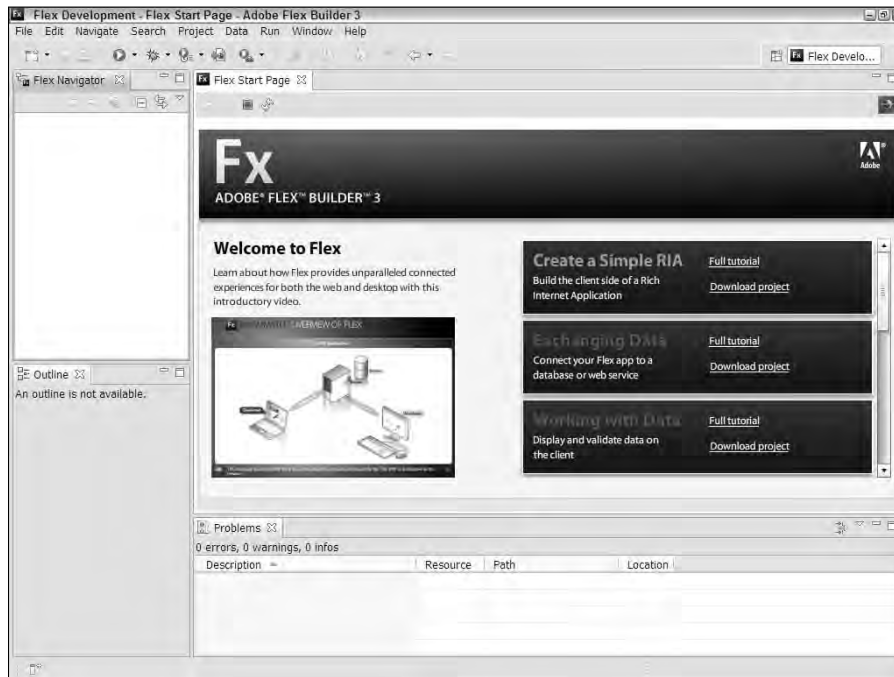 Flex Development - Flex Start Page - Adobe Flex Builder 3
File Edit Navigate Search Project Data Run Window Help
Fx Flex Develo...
Flex Navigator
Fx Flex Start Page
Fx
ADOBE® FLEX™ BUILDER™ 3
Adobe
Welcome to Flex
Learn about how Flex provides unparalleled connected
experiences for both the web and desktop with this
introductory video.
Fx OVERVIEW OF FLEX
Create a Simple RIA
Build the client side of a Rich
Internet Application
Full tutorial
Download project
Exchanging Data
Connect your Flex app to a
database or web service
Full tutorial
Download project
Working with Data
Display and validate data on
the client
Full tutorial
Download project
Outline
An outline is not available.
Problems
0 errors, 0 warnings, 0 infos
Description Resource Path Location